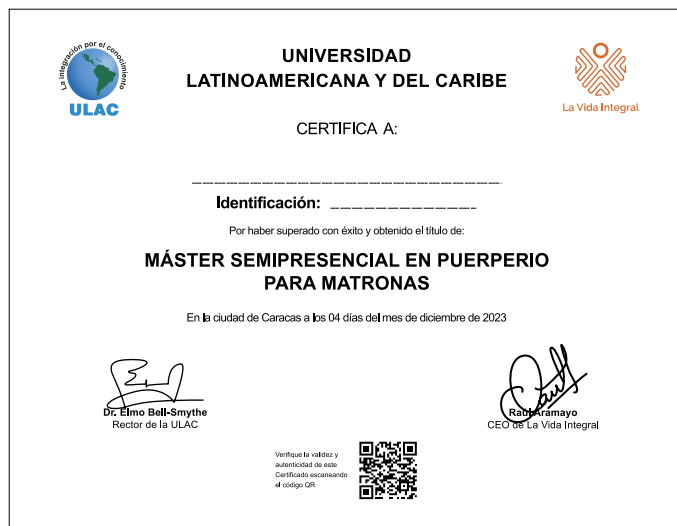 La integración por el conocimiento
ULAC
UNIVERSIDAD
LATINOAMERICANA Y DEL CARIBE
La Vida Integral
CERTIFICA A:
Identificación:
Por haber superado con éxito y obtenido el título de:
MÁSTER SEMIPRESENCIAL EN PUERPERIO
PARA MATRONAS
En la ciudad de Caracas a los 04 días del mes de diciembre de 2023
Dr. Elmo Bell-Smythe
Rector de la ULAC
Raúl Aramayo
CEO de La Vida Integral
Verifique la validez y
autenticidad de este
Certificado escaneando
el código QR